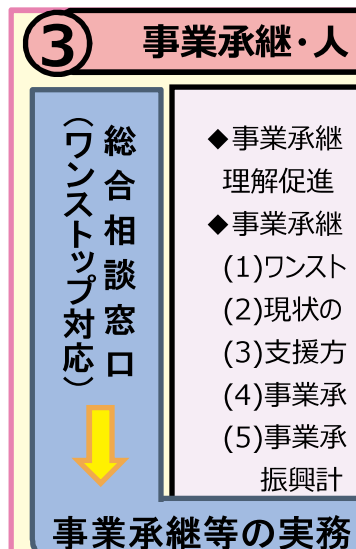 ③ 事業承継・人
総合相談窓口
（ワンストップ対応）
◆事業承継
理解促進
◆事業承継
(1)ワンスト
(2)現状の
(3)支援方
(4)事業承
(5)事業承
振興計
事業承継等の実務